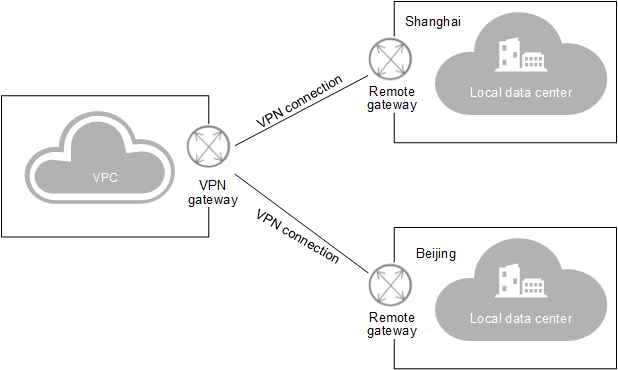 Shanghai
Local data center
Remote
gateway
VPN connection
VPC
VPN
gateway
VPN connection
Beijing
Local data center
Remote
gateway